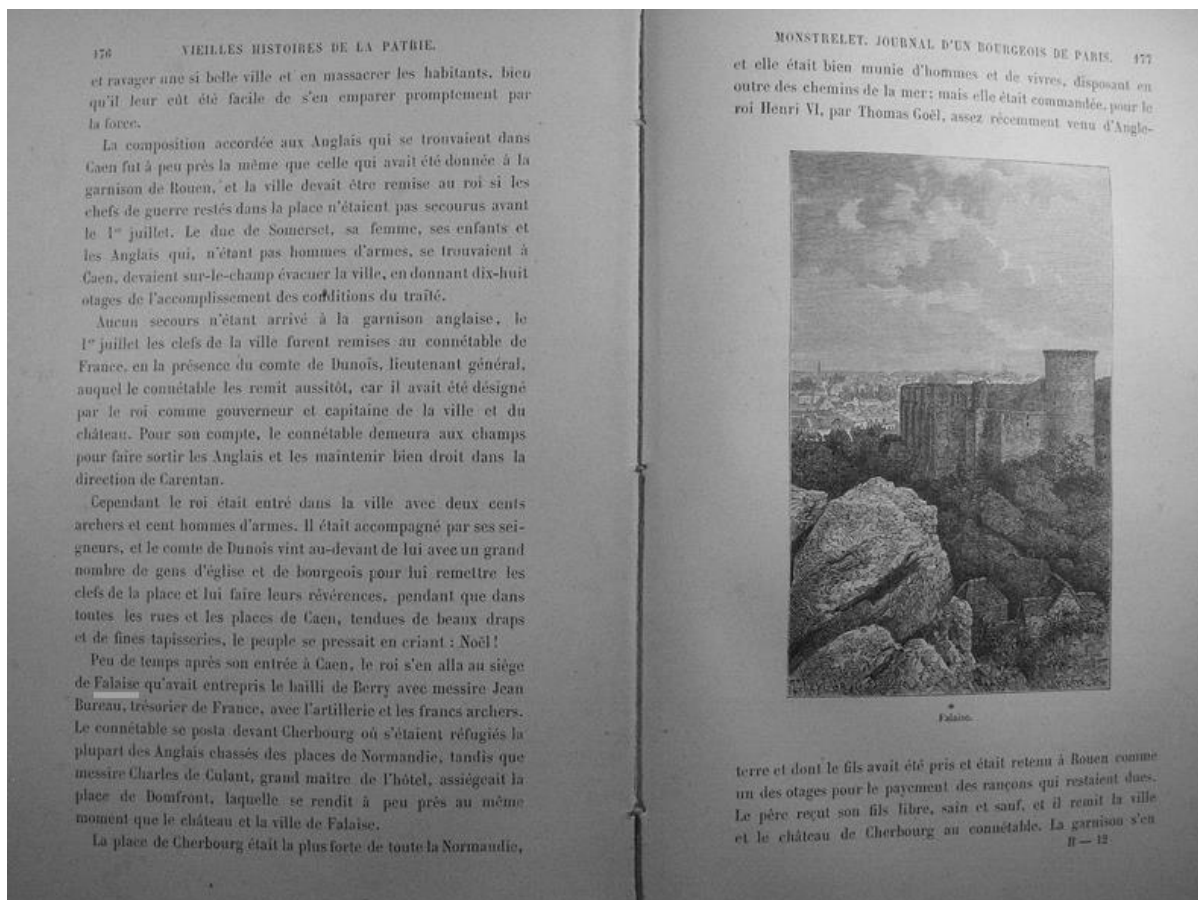 176 VIEILLES HISTOIRES DE LA PATRIE.
et ravager une si belle ville et en massacrer les habitants, bien
qu'il leur eût été facile de s'en emparer promptement par
la force.
La composition accordée aux Anglais qui se trouvaient dans
Caen fut à peu près la même que celle qui avait été donnée à la
garnison de Rouen, et la ville devait être remise au roi si les
chefs de guerre restés dans la place n'étaient pas secourus avant
le 1er juillet. Le duc de Somerset, sa femme, ses enfants et
les Anglais qui, n'étant pas hommes d'armes, se trouvaient à
Caen, devaient sur-le-champ évacuer la ville, en donnant dix-huit
otages de l'accomplissement des conditions du traité.
Aucun secours n'étant arrivé à la garnison anglaise, le
1er juillet les clefs de la ville furent remises au connétable de
France, en la présence du comte de Dunois, lieutenant général,
auquel le connétable les remit aussitôt, car il avait été désigné
par le roi comme gouverneur et capitaine de la ville et du
château. Pour son compte, le connétable demeura aux champs
pour faire sortir les Anglais et les maintenir bien droit dans la
direction de Carentan.
Cependant le roi était entré dans la ville avec deux cents
archers et cent hommes d'armes. Il était accompagné par ses sei-
gneurs, et le comte de Dunois vint au-devant de lui avec un grand
nombre de gens d'église et de bourgeois pour lui remettre les
clefs de la place et lui faire leurs révérences, pendant que dans
toutes les rues et les places de Caen, tendues de beaux draps
et de fines tapisseries, le peuple se pressait en criant : Noël !
Peu de temps après son entrée à Caen, le roi s'en alla au siège
de Falaise qu'avait entrepris le bailli de Berry avec messire Jean
Bureau, trésorier de France, avec l'artillerie et les francs archers.
Le connétable se posta devant Cherbourg où s'étaient réfugiés la
plupart des Anglais chassés des places de Normandie, tandis que
messire Charles de Culant, grand maître de l'hôtel, assiégeait la
place de Domfront, laquelle se rendit à peu près au même
moment que le château et la ville de Falaise.
La place de Cherbourg était la plus forte de toute la Normandie,
MONSTRELET. JOURNAL D'UN BOURGEOIS DE PARIS. 177
et elle était bien munie d'hommes et de vivres, disposant en
outre des chemins de la mer ; mais elle était commandée, pour le
roi Henri VI, par Thomas Goël, assez récemment venu d'Angle-
Falaise.
terre et dont le fils avait été pris et était retenu à Rouen comme
un des otages pour le payement des rançons qui restaient dues.
Le père reçut son fils libre, sain et sauf, et il remit la ville
et le château de Cherbourg au connétable. La garnison s'en
II — 12